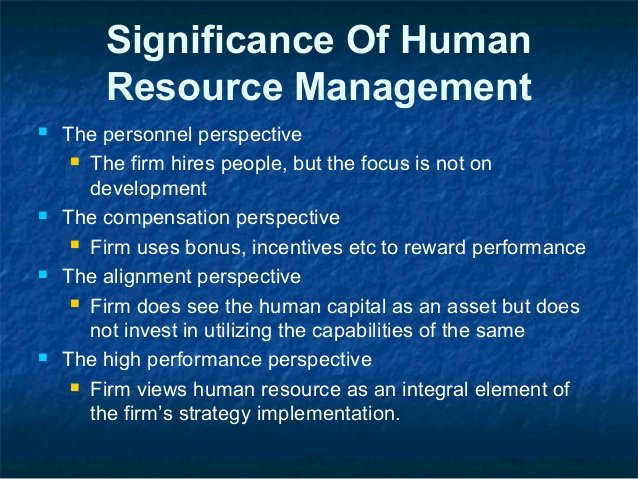 Significance Of Human
Resource Management
The personnel perspective
The firm hires people, but the focus is not on
development
The compensation perspective
Firm uses bonus, incentives etc to reward performance
The alignment perspective
Firm does see the human capital as an asset but does
not invest in utilizing the capabilities of the same
The high performance perspective
Firm views human resource as an integral element of
the firm’s strategy implementation.